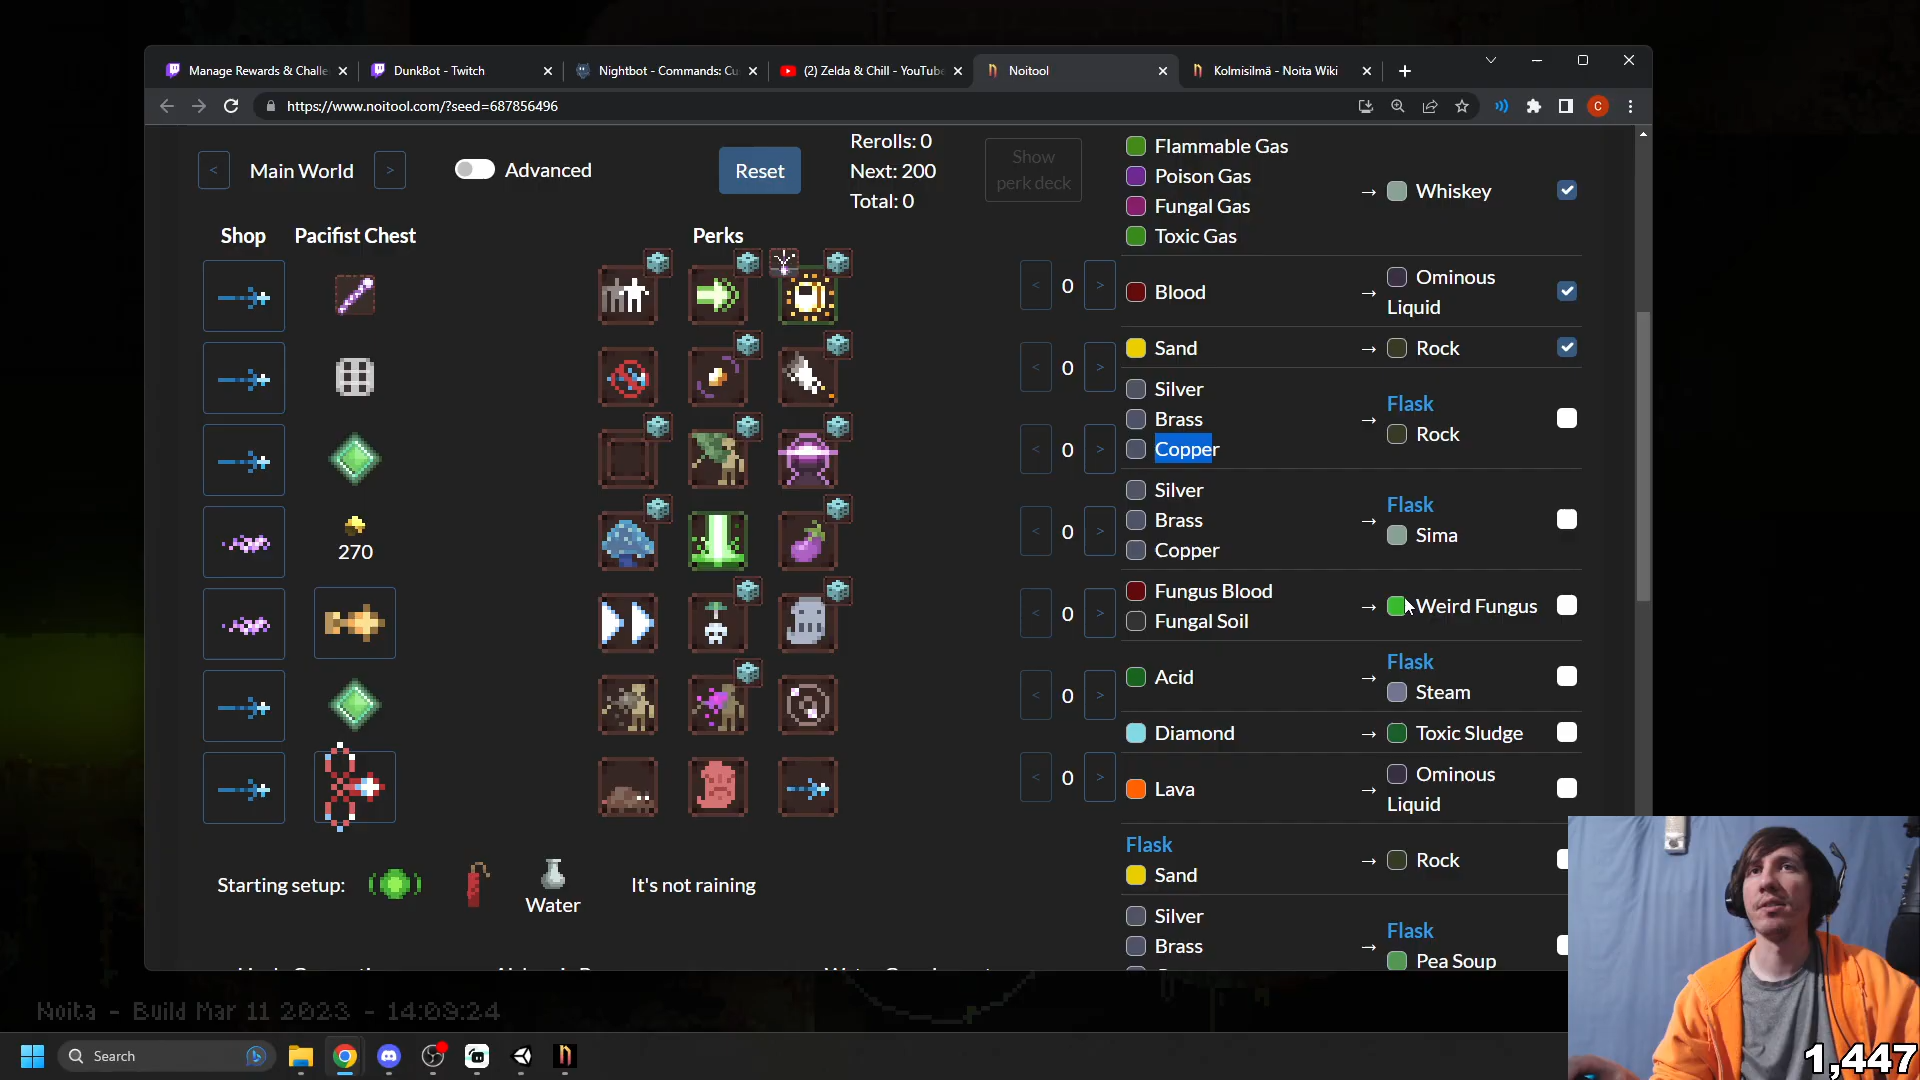 Manage Rewards & Challe
DunkBot - Twitch
Nightbot - Commands: Cu
(2) Zelda & Chill - YouTube
Noitool
Kolmisilmä - Noita Wiki
https://www.noitool.com/?seed=687856496
C
<
Main World
>
Advanced
Reset
Rerolls: 0
Next: 200
Total: 0
Show
perk deck
Shop
Pacifist Chest
Perks
270
< 0 >
< 0 >
< 0 >
< 0 >
< 0 >
< 0 >
< 0 >
Starting setup:
Water
It's not raining
Flammable Gas
Poison Gas
Fungal Gas
Toxic Gas
→ Whiskey
Blood
→ Ominous
Liquid
Sand → Rock
Silver
Brass
Copper
→ Flask
Rock
Silver
Brass
Copper
→ Flask
Sima
Fungus Blood
Fungal Soil
→ Weird Fungus
Acid
→ Flask
Steam
Diamond → Toxic Sludge
Lava
→ Ominous
Liquid
Flask
Sand
→ Rock
Silver
Brass
→ Flask
Pea Soup
Noita - Build Mar 11 2023 - 14:09:24
Search
1,447